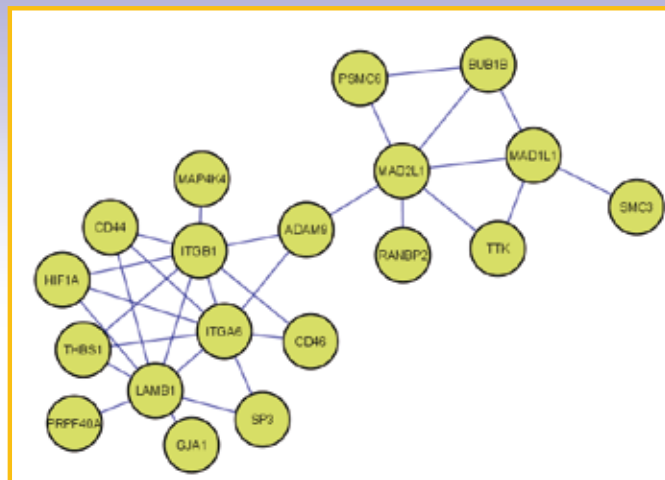 PSMC6
BUB1B
MAD2L1
MAD1L1
MAP4K4
SMC3
CD44
ADAM9
ITGB1
RANBP2
TTK
HIF1A
ITGA6
THBS1
CD46
LAMB1
PRPF40A
SP3
GJA1